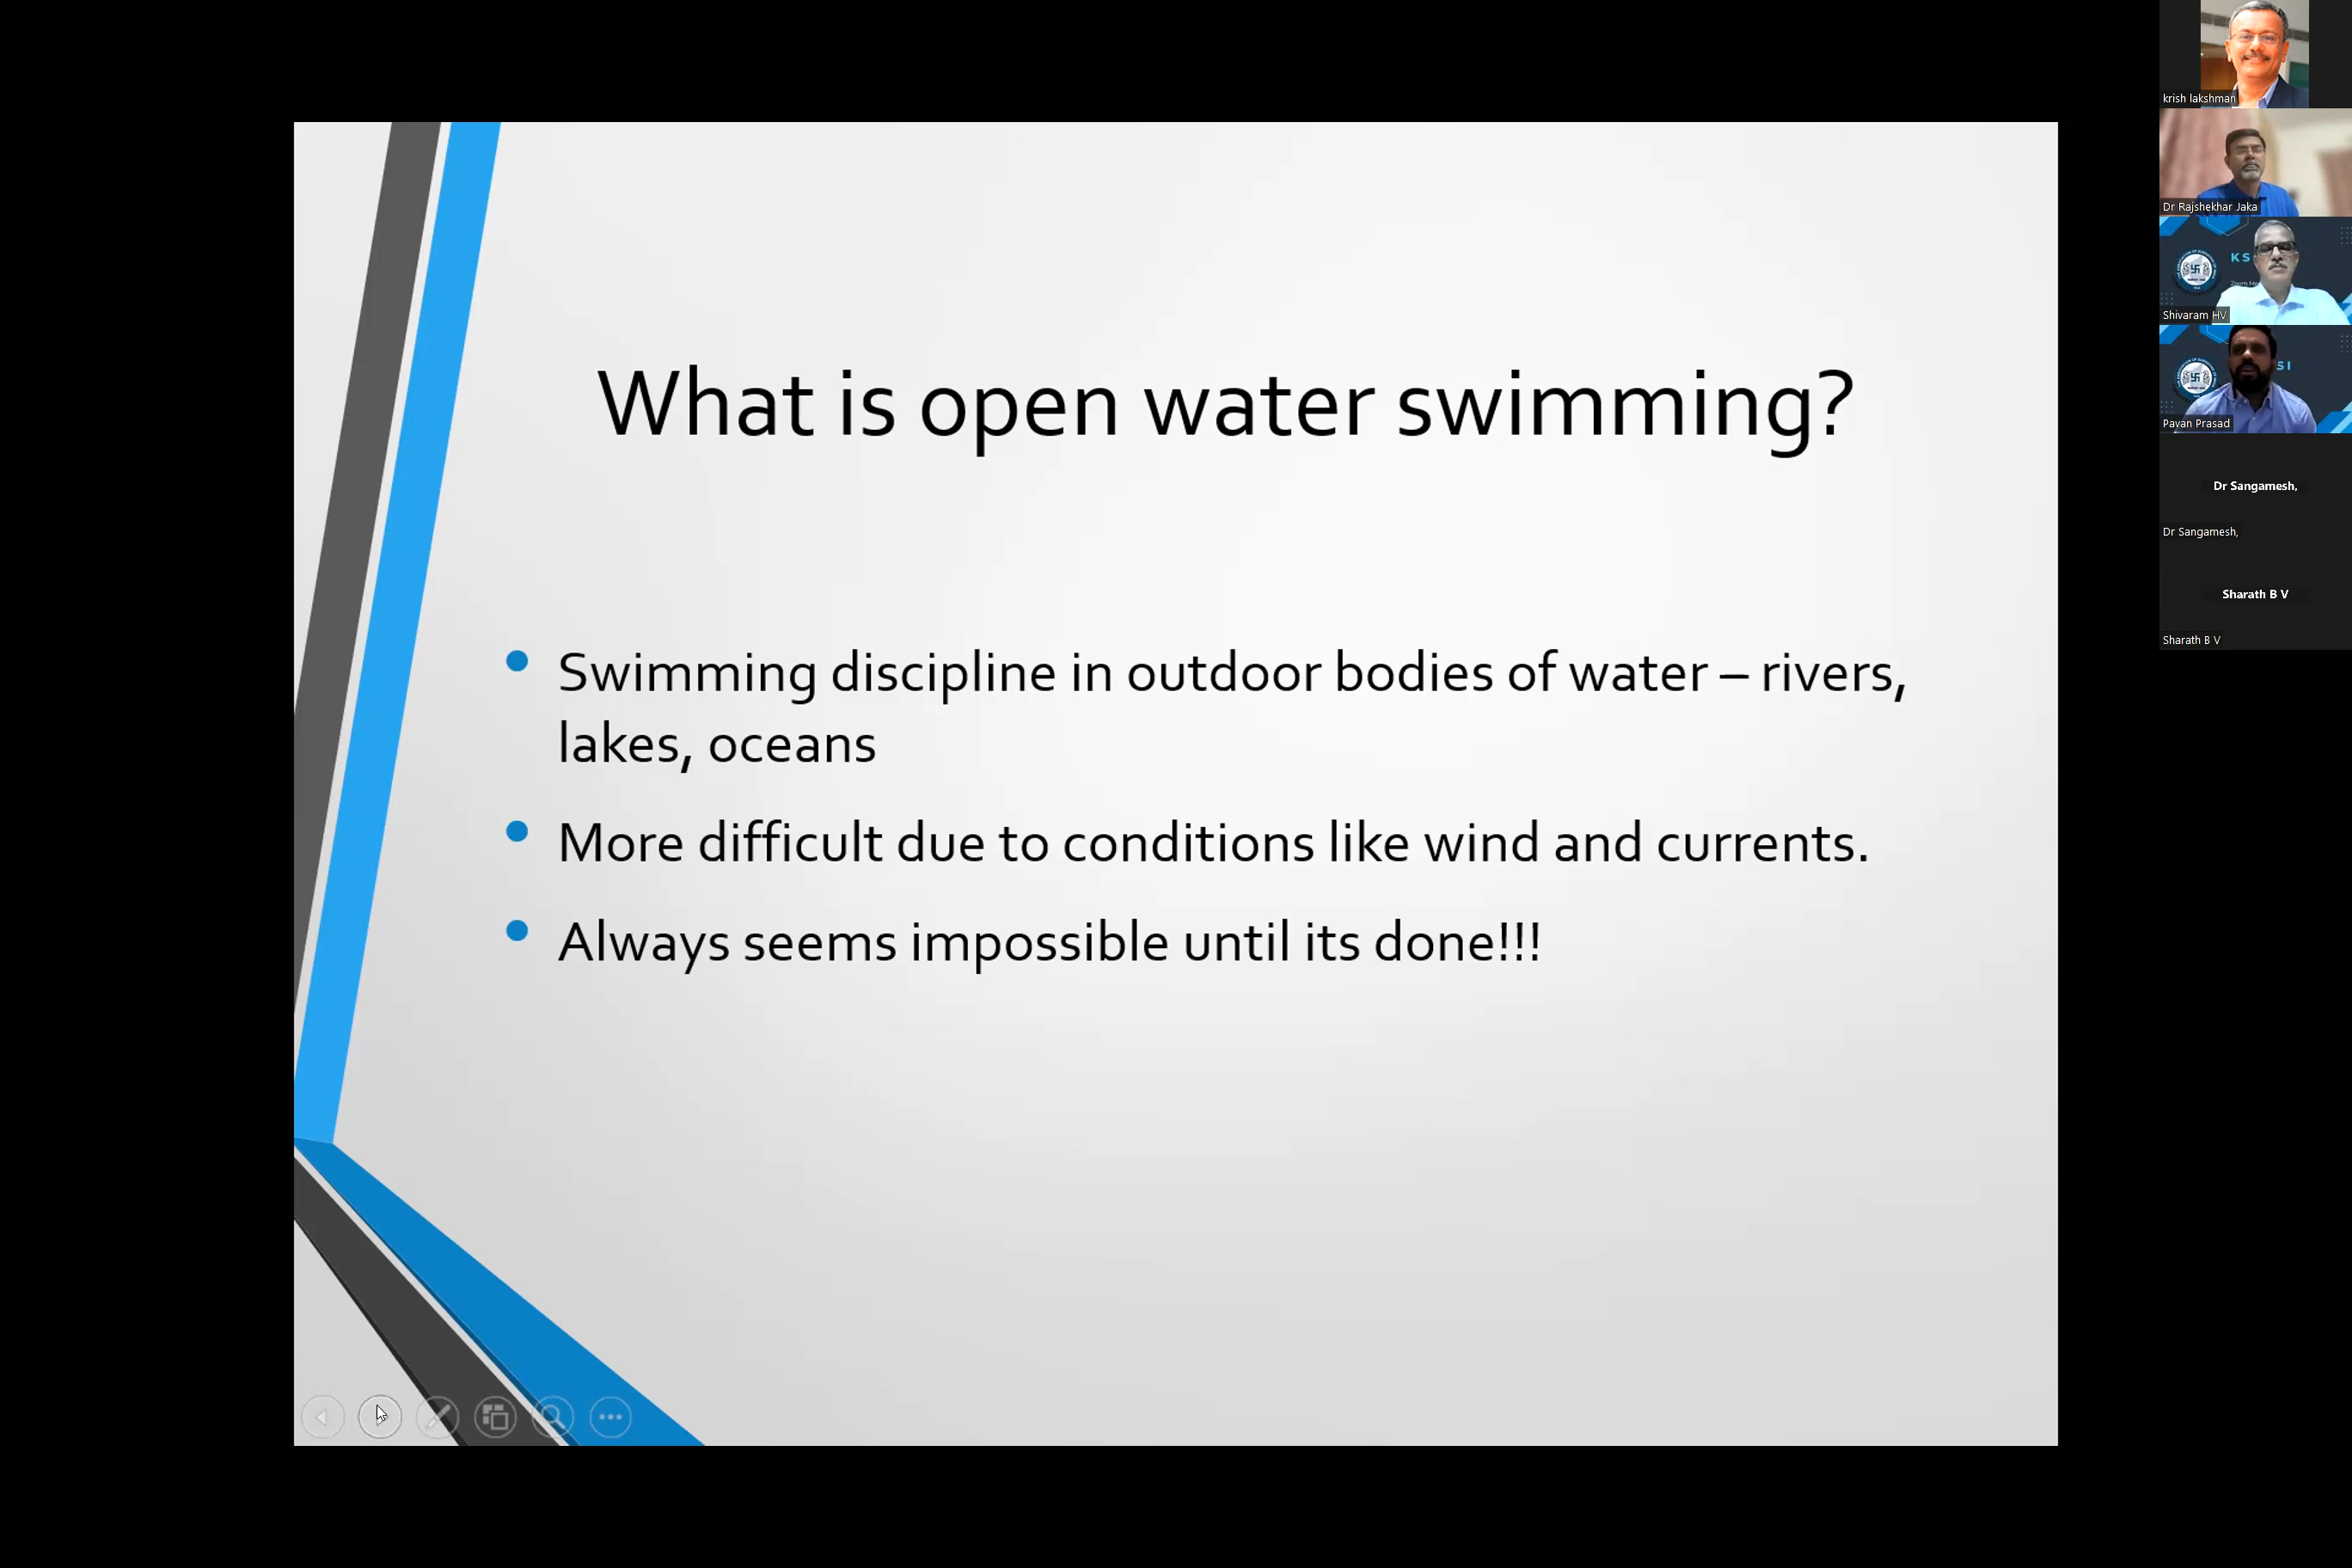 What is open water swimming?
Swimming discipline in outdoor bodies of water – rivers,
lakes, oceans
More difficult due to conditions like wind and currents.
Always seems impossible until its done!!!
krish lakshman
Dr Rajshekhar Jaka
KS
Shivaram HV
SI
Pavan Prasad
Dr Sangamesh,
Dr Sangamesh,
Sharath B V
Sharath B V